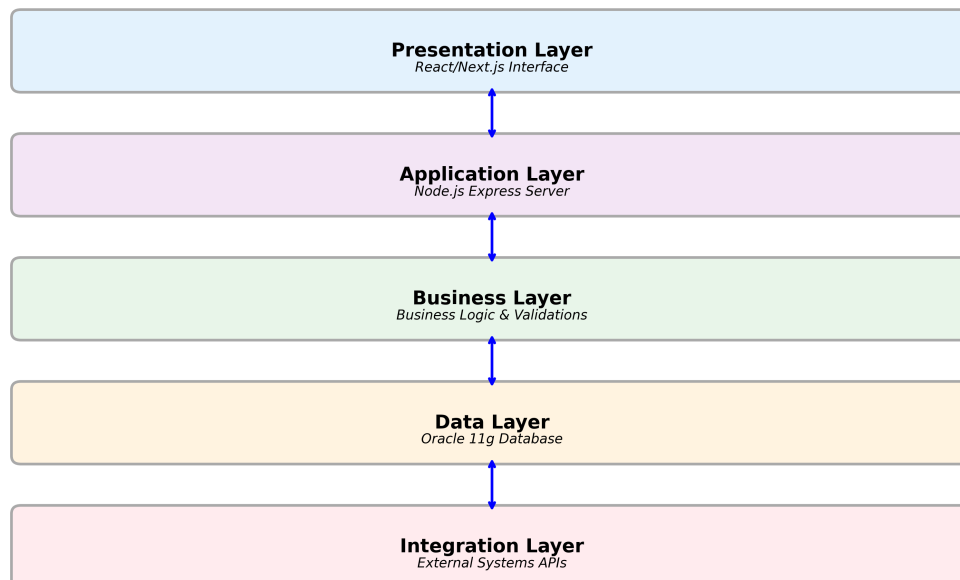 Presentation Layer
React/Next.js Interface
Application Layer
Node.js Express Server
Business Layer
Business Logic & Validations
Data Layer
Oracle 11g Database
Integration Layer
External Systems APIs